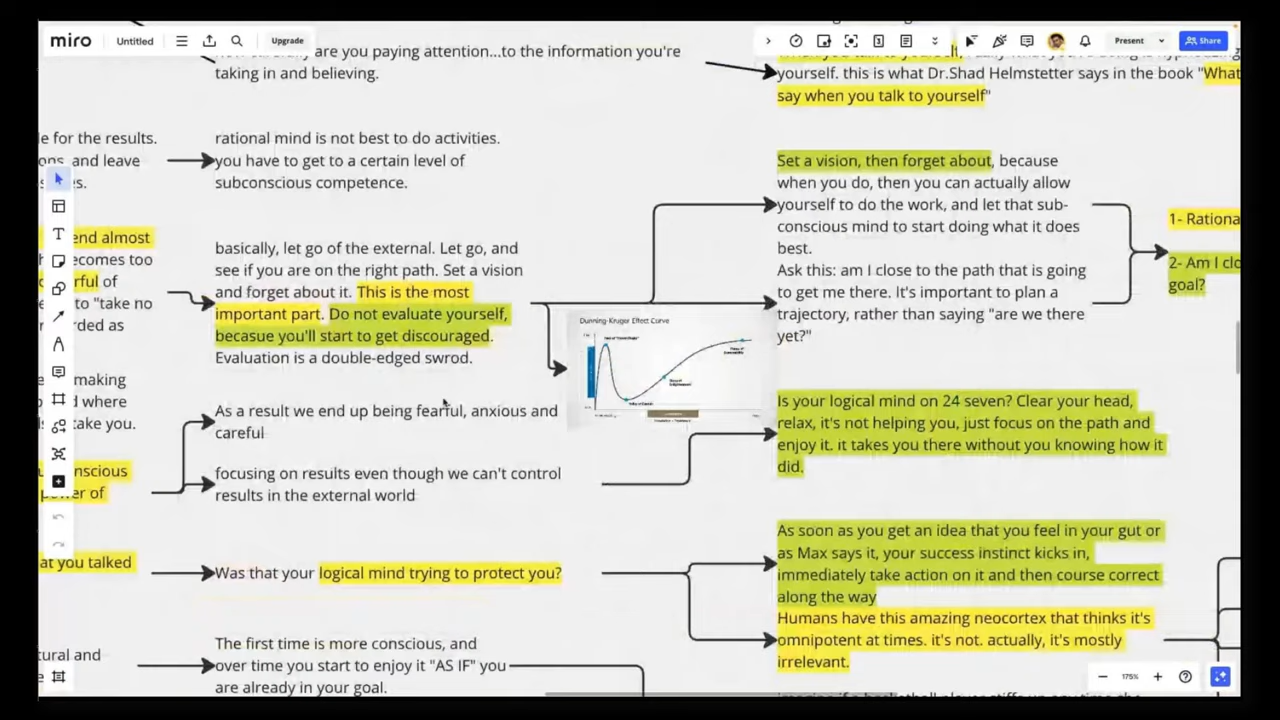 miro
Untitled
Upgrade
Present
Share
are you paying attention...to the information you're
taking in and believing.
yourself. this is what Dr.Shad Helmstetter says in the book "What
say when you talk to yourself"
le for the results.
and leave
rational mind is not best to do activities.
you have to get to a certain level of
subconscious competence.
Set a vision, then forget about, because
when you do, then you can actually allow
yourself to do the work, and let that sub-
conscious mind to start doing what it does
best.
Ask this: am I close to the path that is going
to get me there. It's important to plan a
trajectory, rather than saying "are we there
yet?"
1- Rationa
2- Am I clo
goal?
end almost
ecomes too
rful of
to "take no
rded as
basically, let go of the external. Let go, and
see if you are on the right path. Set a vision
and forget about it. This is the most
important part. Do not evaluate yourself,
becasue you'll start to get discouraged.
Evaluation is a double-edged swrod.
Dunning-Kruger Effect Curve
making
d where
take you.
As a result we end up being fearful, anxious and
careful
Is your logical mind on 24 seven? Clear your head,
relax, it's not helping you, just focus on the path and
enjoy it. it takes you there without you knowing how it
did.
nscious
er of
focusing on results even though we can't control
results in the external world
at you talked
Was that your logical mind trying to protect you?
As soon as you get an idea that you feel in your gut or
as Max says it, your success instinct kicks in,
immediately take action on it and then course correct
along the way
Humans have this amazing neocortex that thinks it's
omnipotent at times. it's not. actually, it's mostly
irrelevant.
tural and
The first time is more conscious, and
over time you start to enjoy it "AS IF" you
are already in your goal.
175%